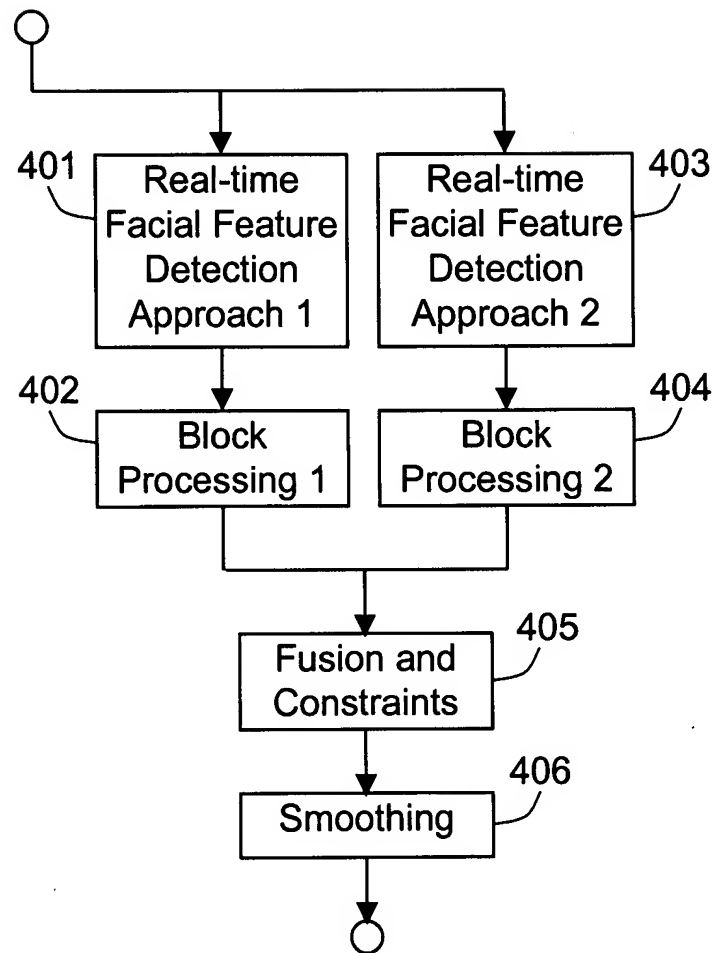 401
Real-time
Facial Feature
Detection
Approach 1
403
Real-time
Facial Feature
Detection
Approach 2
402
Block
Processing 1
404
Block
Processing 2
405
Fusion and
Constraints
406
Smoothing